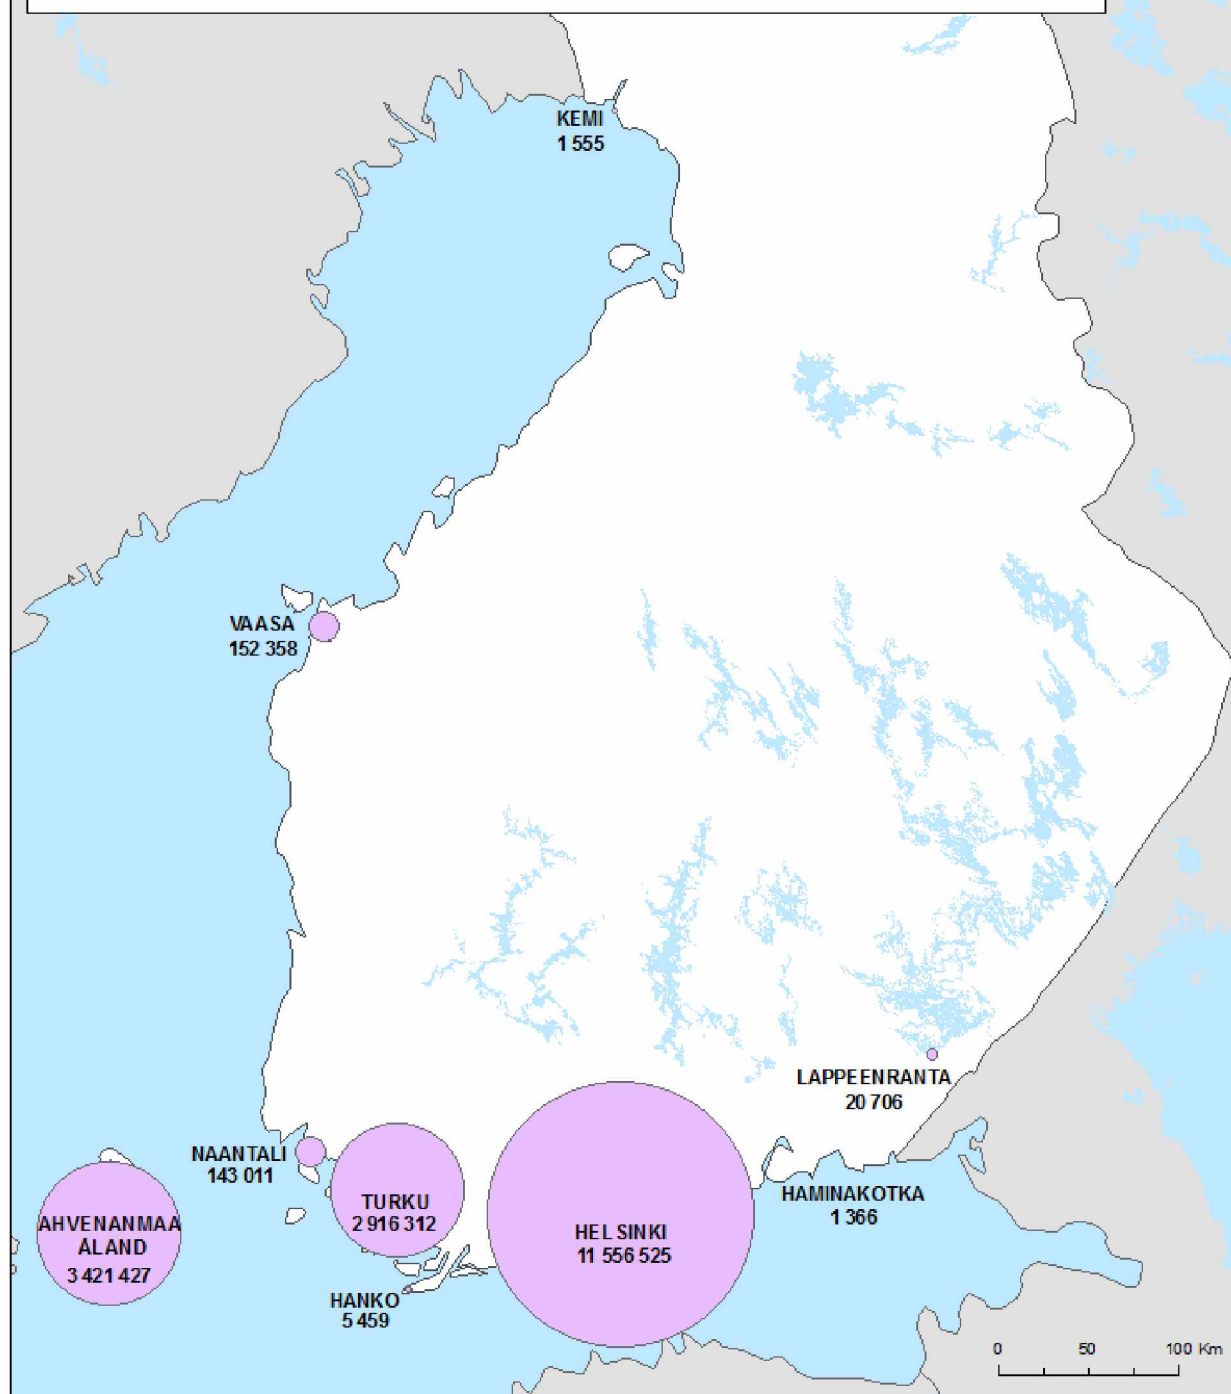 KEMI
1 555
VAASA
152 358
LAPPEENRANTA
20 706
NAANTALI
143 011
TURKU
2 916 312
HAMINAKOTKA
1 366
AHVENANMAA
ÅLAND
3 421 427
HELSINKI
11 556 525
HANKO
5 459
0 50 100 Km